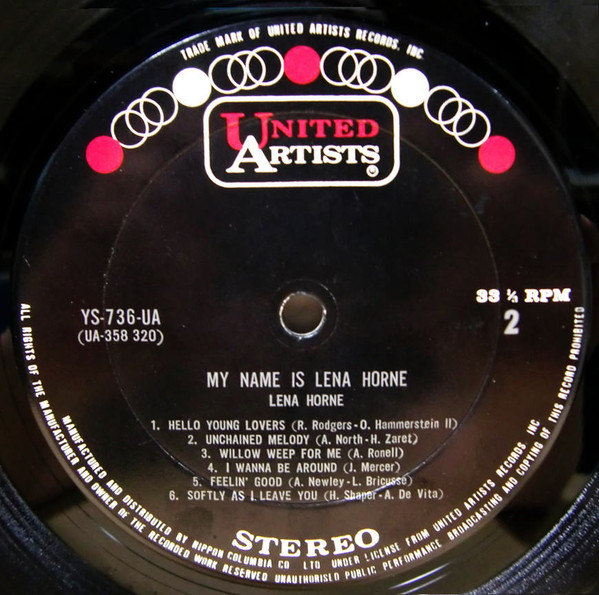 TRADE MARK OF UNITED ARTISTS RECORDS, INC.
UNITED
ARTISTS
33 ⅓ RPM
YS-736-UA
2
(UA-358 320)
MY NAME IS LENA HORNE
LENA HORNE
1. HELLO YOUNG LOVERS (R. Rodgers-O. Hammerstein II)
2. UNCHAINED MELODY (A. North-H. Zaret)
3. WILLOW WEEP FOR ME (A. Ronell)
4. I WANNA BE AROUND (J. Mercer)
5. FEELIN' GOOD (A. Newley-L. Bricusse)
6. SOFTLY AS I LEAVE YOU (H. Shaper-A. De Vita)
STEREO
MANUFACTURED AND DISTRIBUTED BY NIPPON COLUMBIA CO LTD UNDER LICENSE FROM UNITED ARTISTS RECORDS, INC
ALL RIGHTS OF THE MANUFACTURER AND OWNER OF THE RECORDED WORK RESERVED UNAUTHORISED PUBLIC PERFORMANCE BROADCASTING AND COPYING OF THIS RECORD PROHIBITED